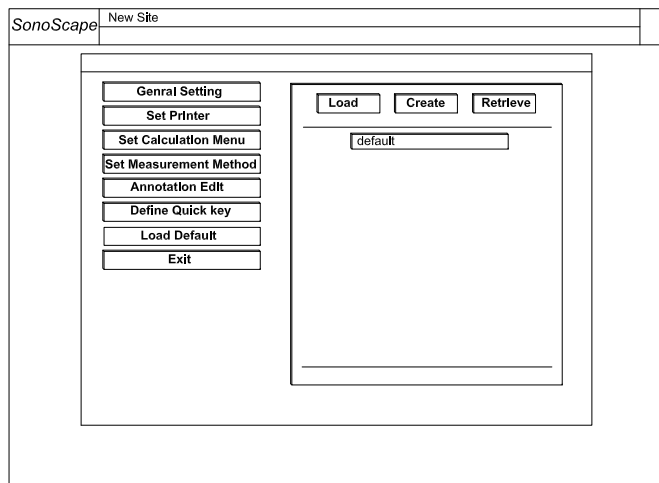 SonoScape
New Site
Genral Setting
Set Printer
Set Calculation Menu
Set Measurement Method
Annotation Edit
Define Quick key
Load Default
Exit
Load Create Retrieve
default